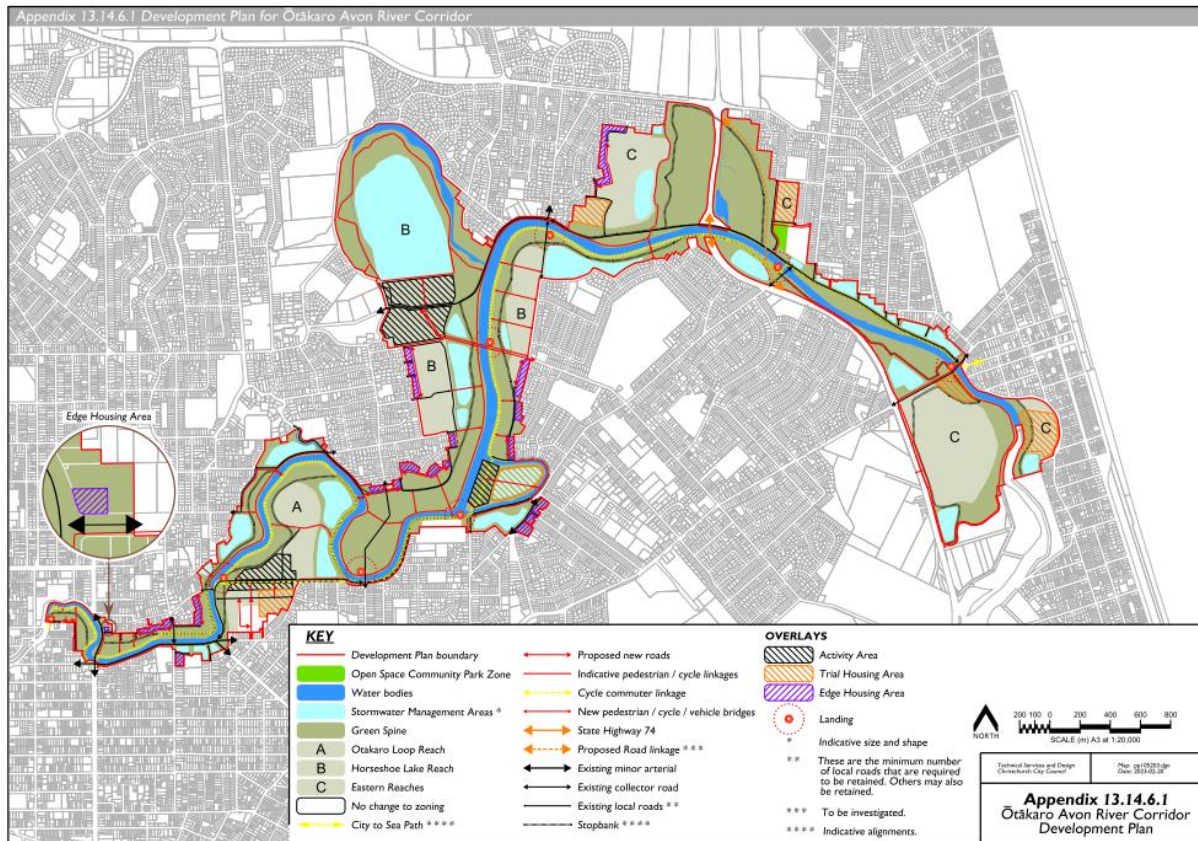 Appendix 13.14.6.1 Development Plan for Ōtākaro Avon River Corridor
C
C
B
B
B
Edge Housing Area
C
C
A
KEY
Development Plan boundary
Open Space Community Park Zone
Water bodies
Stormwater Management Areas *
Green Spine
A Otakaro Loop Reach
B Horseshoe Lake Reach
C Eastern Reaches
No change to zoning
City to Sea Path ****
Proposed new roads
Indicative pedestrian / cycle linkages
Cycle commuter linkage
New pedestrian / cycle / vehicle bridges
State Highway 74
Proposed Road linkage ***
Existing minor arterial
Existing collector road
Existing local roads **
Stopbank ****
OVERLAYS
Activity Area
Trial Housing Area
Edge Housing Area
Landing
* Indicative size and shape
** These are the minimum number
of local roads that are required
to be retained. Others may also
be retained.
*** To be investigated.
**** Indicative alignments.
NORTH
200 100 0 200 400 600 800
SCALE (m) A3 at 1:20,000
Technical Services and Design
Christchurch City Council
Appendix 13.14.6.1
Ōtākaro Avon River Corridor
Development Plan